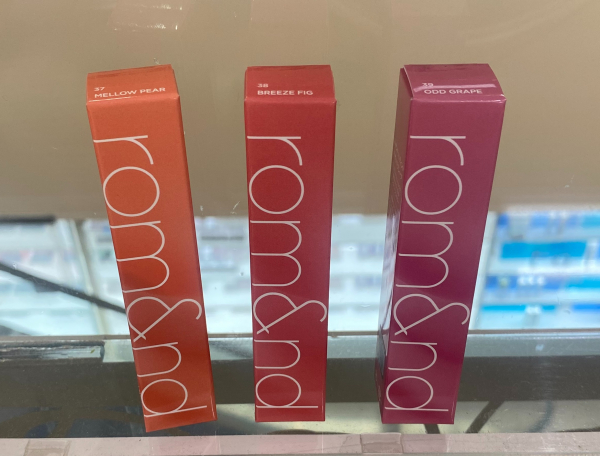 37
MELLOW PEAR
rom&nd
38
BREEZE FIG
rom&nd
39
ODD GRAPE
rom&nd